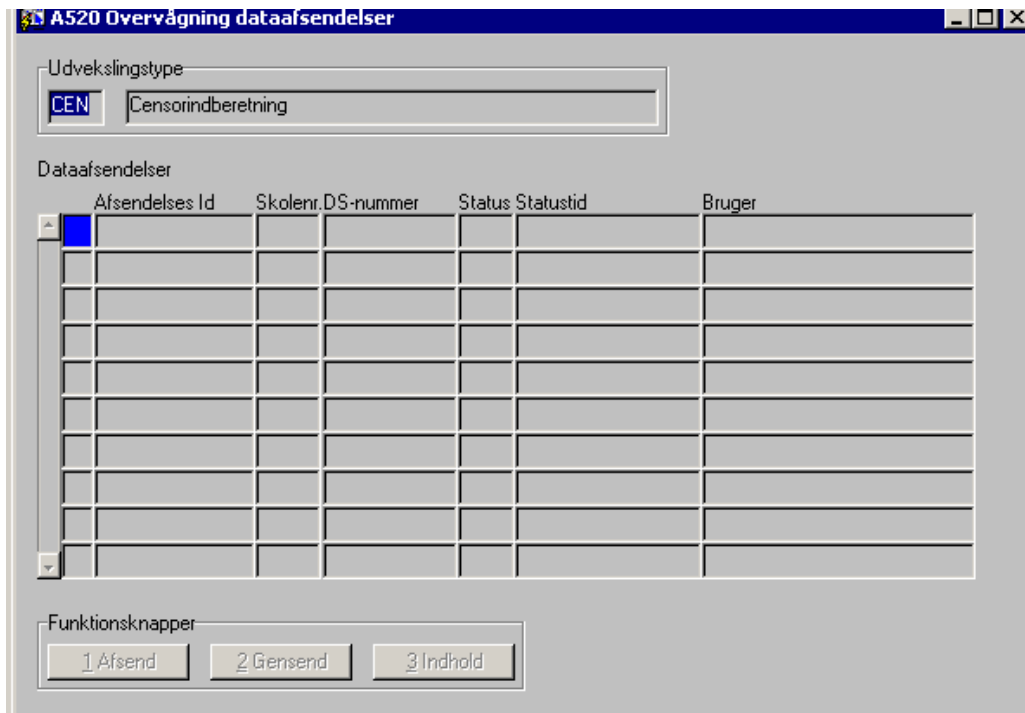 A520 Overvågning dataafsendelser
Udvekslingstype
CEN Censorindberetning
Dataafsendelser
Afsendelses Id Skolenr. DS-nummer Status Statustid Bruger
Funktionsknapper
1 Afsend 2 Gensend 3 Indhold